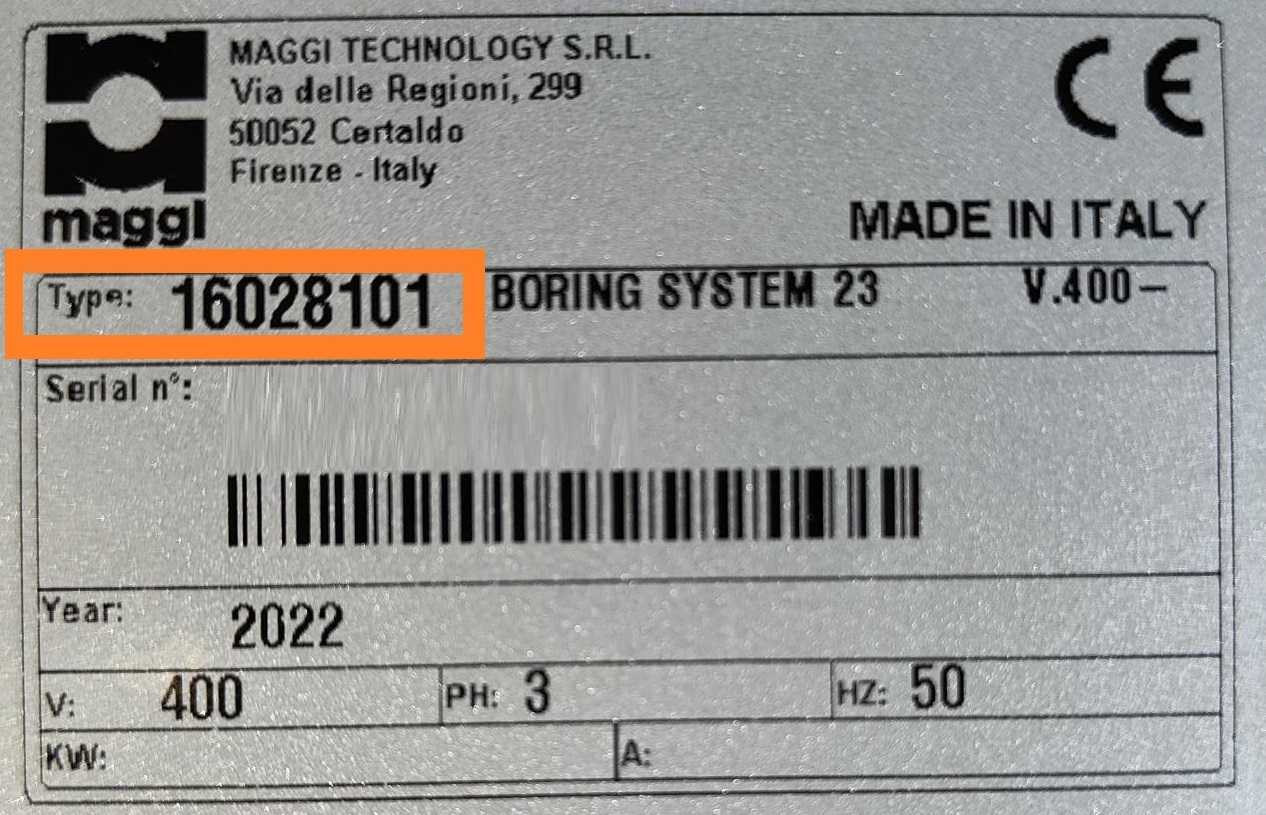 MAGGI TECHNOLOGY S.R.L.
Via delle Regioni, 299
50052 Certaldo
Firenze - Italy
maggi
CE
MADE IN ITALY
Type: 16028101 BORING SYSTEM 23 V.400–
Serial n°:
Year: 2022
V: 400 PH: 3 HZ: 50
KW: A: